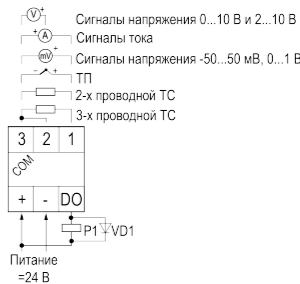 V
Сигналы напряжения 0...10 В и 2...10 В
A
Сигналы тока
mV
Сигналы напряжения -50...50 мВ, 0...1 В
ТП
2-х проводной ТС
3-х проводной ТС
3 2 1
COM
+ - DO
P1 VD1
Питание
=24 В